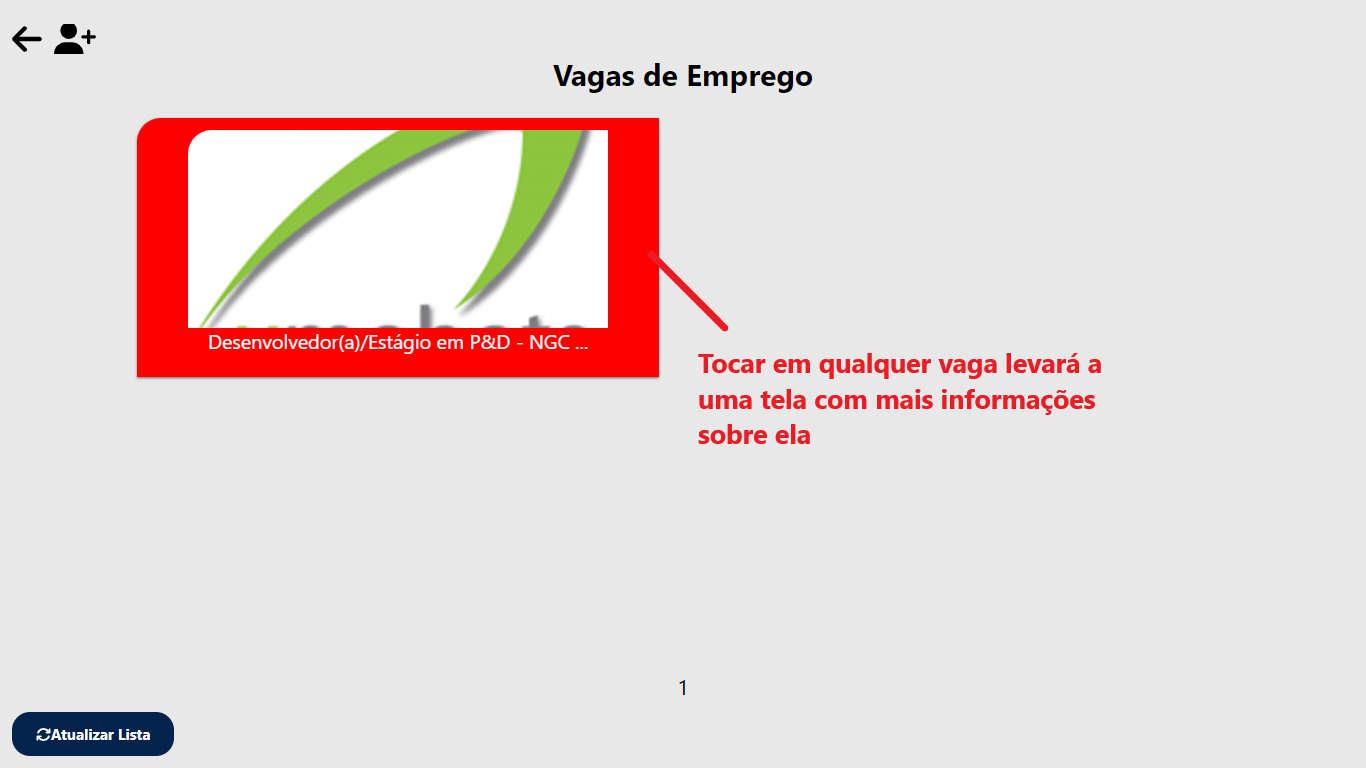 Vagas de Emprego
Desenvolvedor(a)/Estágio em P&D - NGC ...
Tocar em qualquer vaga levará a
uma tela com mais informações
sobre ela
1
Atualizar Lista